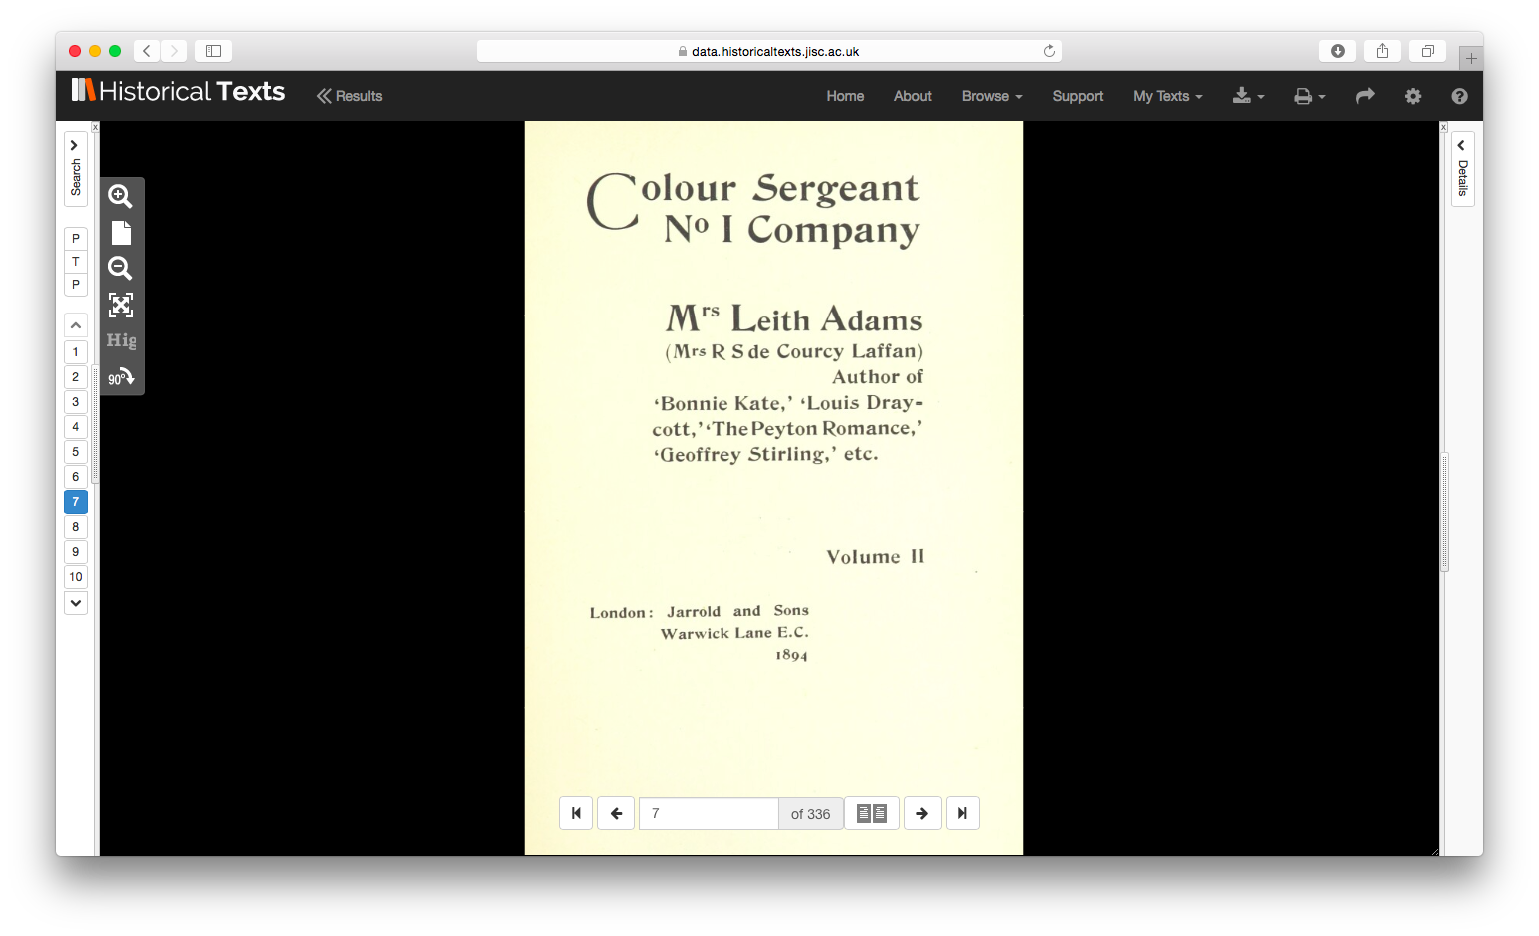 data.historicaltexts.jisc.ac.uk
Historical Texts
Results
Home
About
Browse
Support
My Texts
x
x
Search
Details
P
T
P
Hig
90°
1
2
3
4
5
6
7
8
9
10
Colour Sergeant
No I Company
Mrs Leith Adams
(Mrs R S de Courcy Laffan)
Author of
‘Bonnie Kate,’ ‘Louis Dray-
cott,’ ‘The Peyton Romance,’
‘Geoffrey Stirling,’ etc.
Volume II
London: Jarrold and Sons
Warwick Lane E.C.
1894
7
of 336